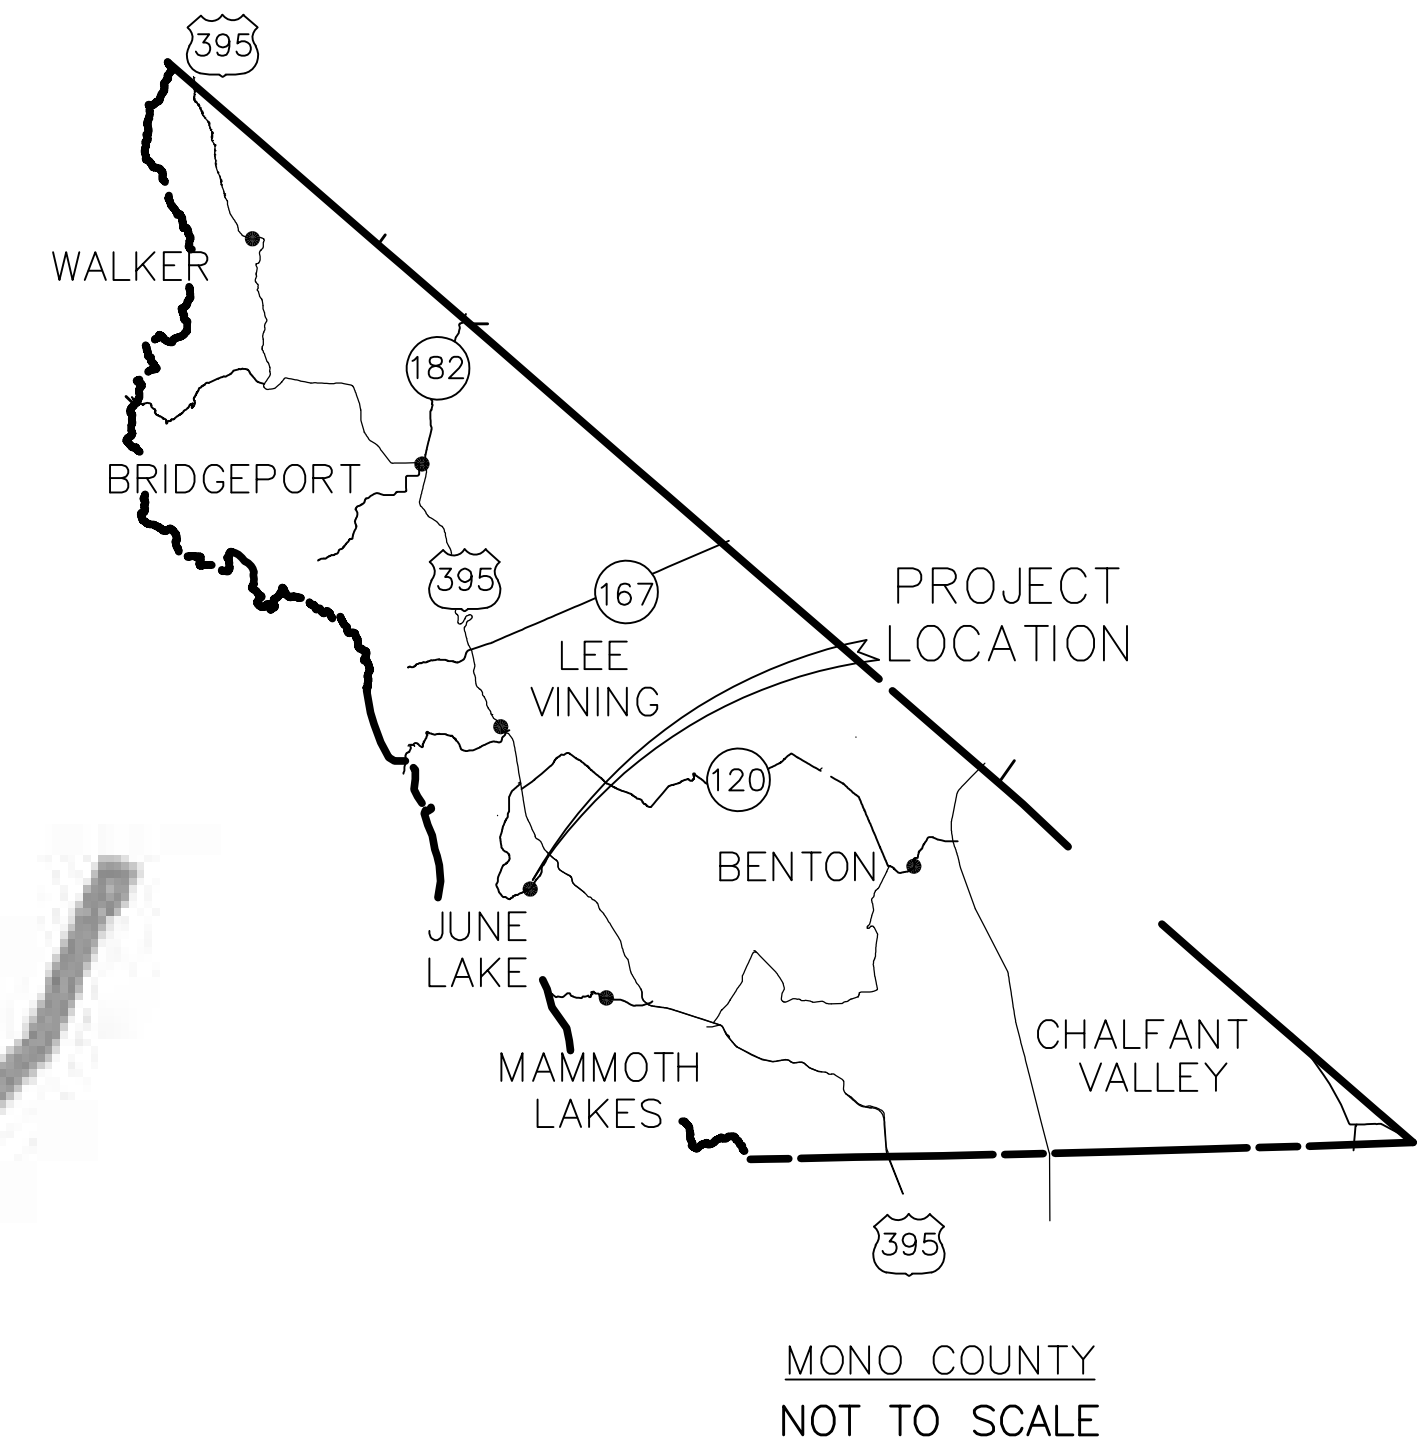 395
WALKER
182
BRIDGEPORT
395
167
PROJECT
LOCATION
LEE
VINING
120
BENTON
JUNE
LAKE
CHALFANT
VALLEY
MAMMOTH
LAKES
395
MONO COUNTY
NOT TO SCALE